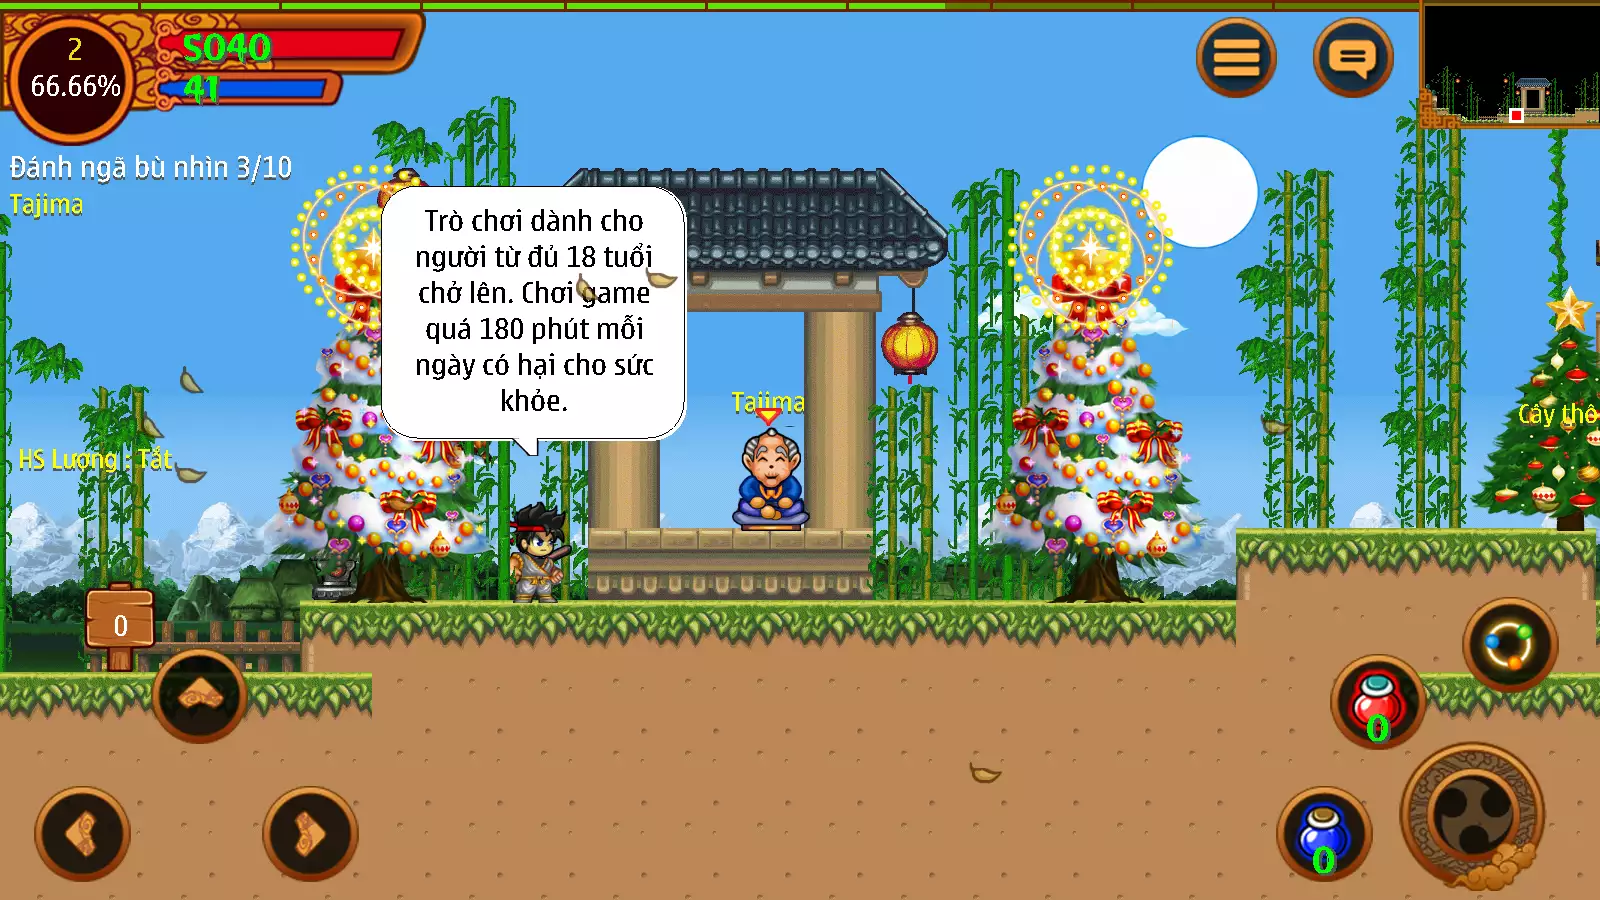 2
66.66%
5040
41
Đánh ngã bù nhìn 3/10
Tajima
Trò chơi dành cho
người từ đủ 18 tuổi
chở lên. Chơi game
quá 180 phút mỗi
ngày có hại cho sức
khỏe.
Tajima
Cây thô
HS Lượng : Tắt
0
0
0